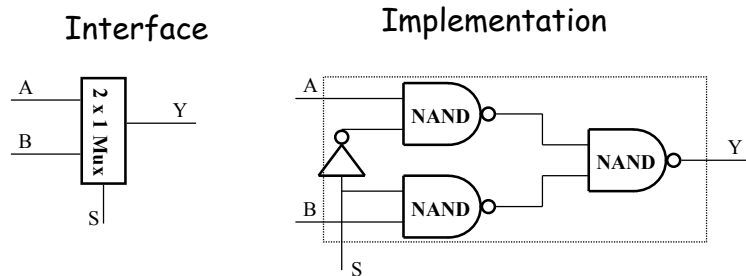 Interface
Implementation
A
B
2 x 1 Mux
Y
S
A
NAND
NAND
Y
B
NAND
S